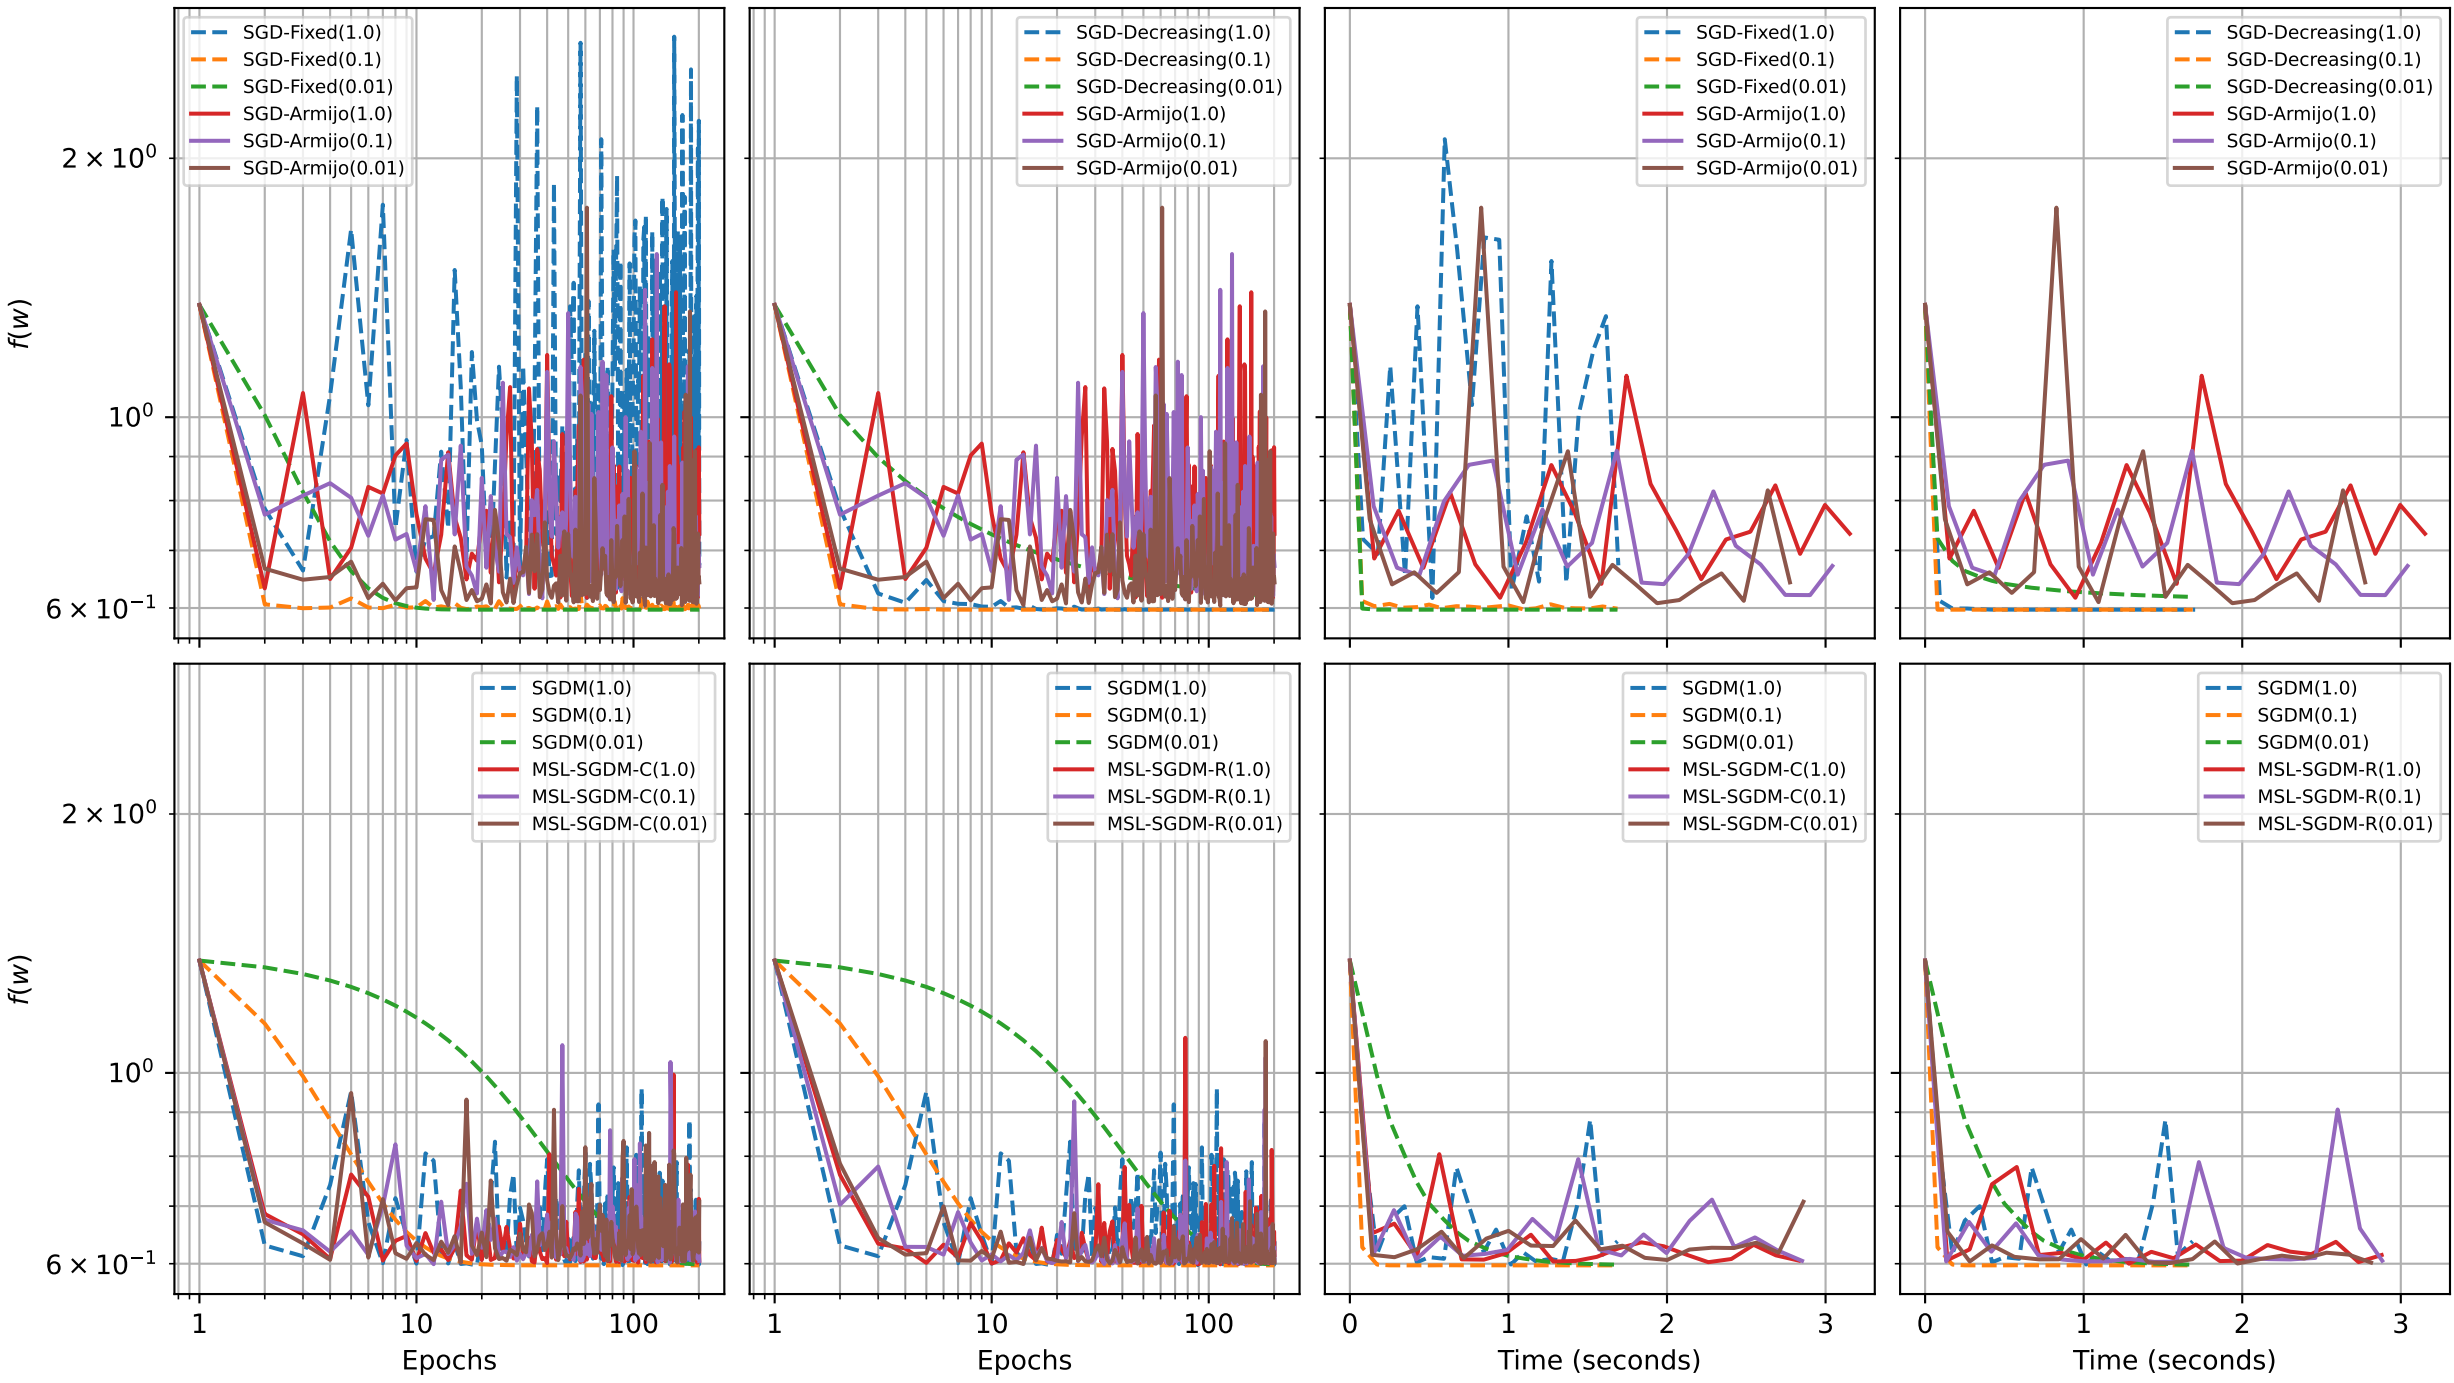 SGD-Fixed(1.0)
SGD-Fixed(0.1)
SGD-Fixed(0.01)
SGD-Armijo(1.0)
SGD-Armijo(0.1)
SGD-Armijo(0.01)
2 × 10⁰
10⁰
6 × 10⁻¹
f(w)
SGD-Decreasing(1.0)
SGD-Decreasing(0.1)
SGD-Decreasing(0.01)
SGD-Armijo(1.0)
SGD-Armijo(0.1)
SGD-Armijo(0.01)
SGD-Fixed(1.0)
SGD-Fixed(0.1)
SGD-Fixed(0.01)
SGD-Armijo(1.0)
SGD-Armijo(0.1)
SGD-Armijo(0.01)
SGD-Decreasing(1.0)
SGD-Decreasing(0.1)
SGD-Decreasing(0.01)
SGD-Armijo(1.0)
SGD-Armijo(0.1)
SGD-Armijo(0.01)
SGDM(1.0)
SGDM(0.1)
SGDM(0.01)
MSL-SGDM-C(1.0)
MSL-SGDM-C(0.1)
MSL-SGDM-C(0.01)
2 × 10⁰
10⁰
6 × 10⁻¹
f(w)
1 10 100
Epochs
SGDM(1.0)
SGDM(0.1)
SGDM(0.01)
MSL-SGDM-R(1.0)
MSL-SGDM-R(0.1)
MSL-SGDM-R(0.01)
1 10 100
Epochs
SGDM(1.0)
SGDM(0.1)
SGDM(0.01)
MSL-SGDM-C(1.0)
MSL-SGDM-C(0.1)
MSL-SGDM-C(0.01)
0 1 2 3
Time (seconds)
SGDM(1.0)
SGDM(0.1)
SGDM(0.01)
MSL-SGDM-R(1.0)
MSL-SGDM-R(0.1)
MSL-SGDM-R(0.01)
0 1 2 3
Time (seconds)